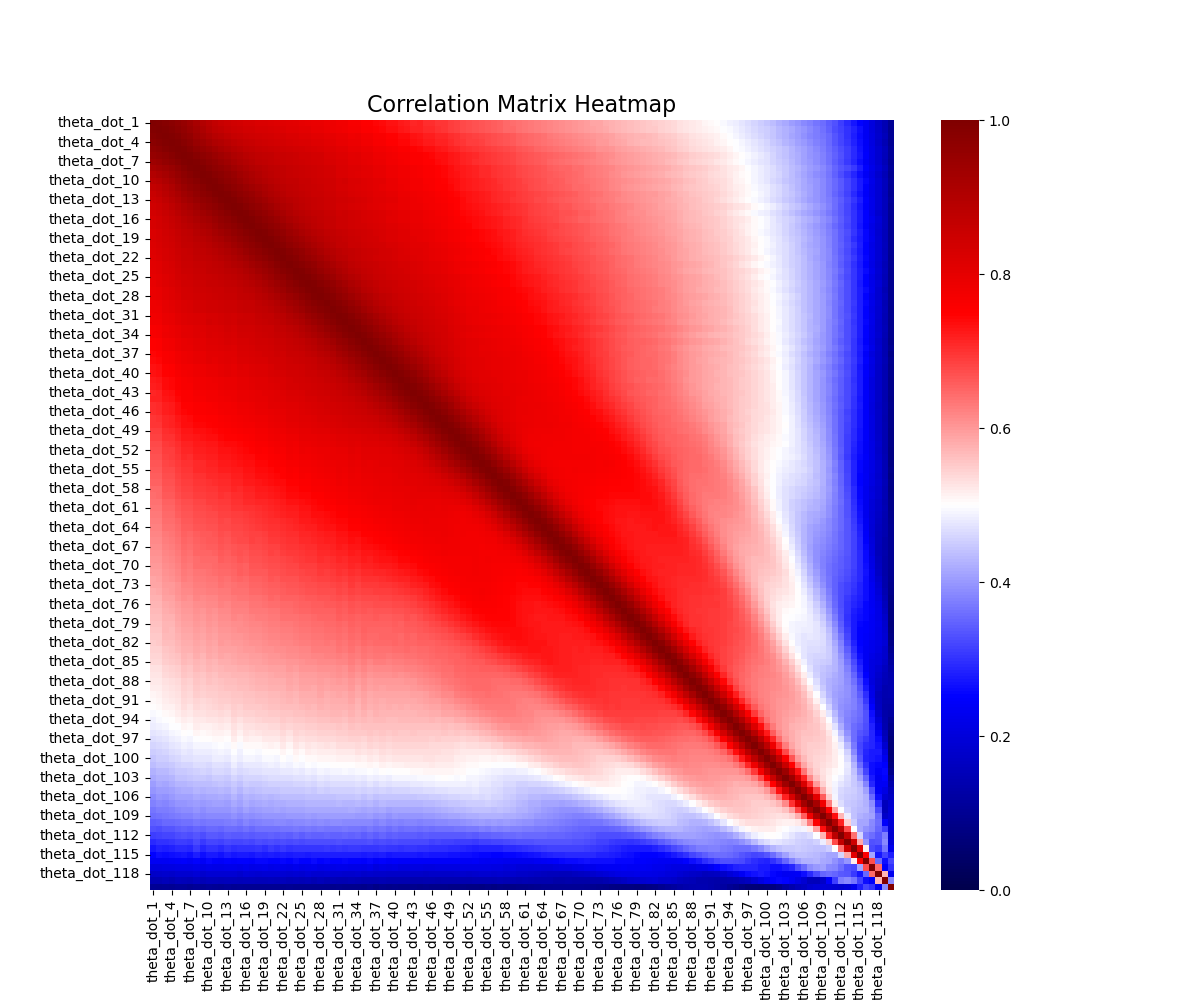 Correlation Matrix Heatmap
theta_dot_1
theta_dot_4
theta_dot_7
theta_dot_10
theta_dot_13
theta_dot_16
theta_dot_19
theta_dot_22
theta_dot_25
theta_dot_28
theta_dot_31
theta_dot_34
theta_dot_37
theta_dot_40
theta_dot_43
theta_dot_46
theta_dot_49
theta_dot_52
theta_dot_55
theta_dot_58
theta_dot_61
theta_dot_64
theta_dot_67
theta_dot_70
theta_dot_73
theta_dot_76
theta_dot_79
theta_dot_82
theta_dot_85
theta_dot_88
theta_dot_91
theta_dot_94
theta_dot_97
theta_dot_100
theta_dot_103
theta_dot_106
theta_dot_109
theta_dot_112
theta_dot_115
theta_dot_118
theta_dot_1
theta_dot_4
theta_dot_7
theta_dot_10
theta_dot_13
theta_dot_16
theta_dot_19
theta_dot_22
theta_dot_25
theta_dot_28
theta_dot_31
theta_dot_34
theta_dot_37
theta_dot_40
theta_dot_43
theta_dot_46
theta_dot_49
theta_dot_52
theta_dot_55
theta_dot_58
theta_dot_61
theta_dot_64
theta_dot_67
theta_dot_70
theta_dot_73
theta_dot_76
theta_dot_79
theta_dot_82
theta_dot_85
theta_dot_88
theta_dot_91
theta_dot_94
theta_dot_97
theta_dot_100
theta_dot_103
theta_dot_106
theta_dot_109
theta_dot_112
theta_dot_115
theta_dot_118
1.0
0.8
0.6
0.4
0.2
0.0